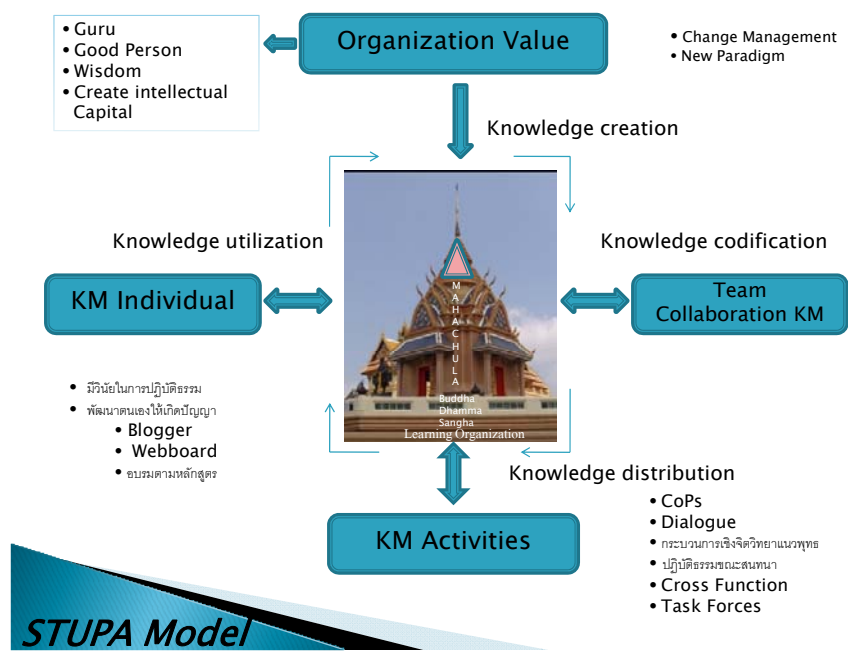 • Guru
• Good Person
• Wisdom
• Create intellectual
Capital
Organization Value
• Change Management
• New Paradigm
Knowledge creation
Knowledge utilization
Knowledge codification
KM Individual
M
A
H
A
C
H
U
L
A
Buddha
Dhamma
Sangha
Learning Organization
Team
Collaboration KM
• มีวินัยในการปฏิบัติธรรม
• พัฒนาตนเองให้เกิดปัญญา
• Blogger
• Webboard
• อบรมตามหลักสูตร
Knowledge distribution
KM Activities
• CoPs
• Dialogue
• กระบวนการเชิงจิตวิทยาแนวพุทธ
• ปฏิบัติธรรมขณะสนทนา
• Cross Function
• Task Forces
STUPA Model